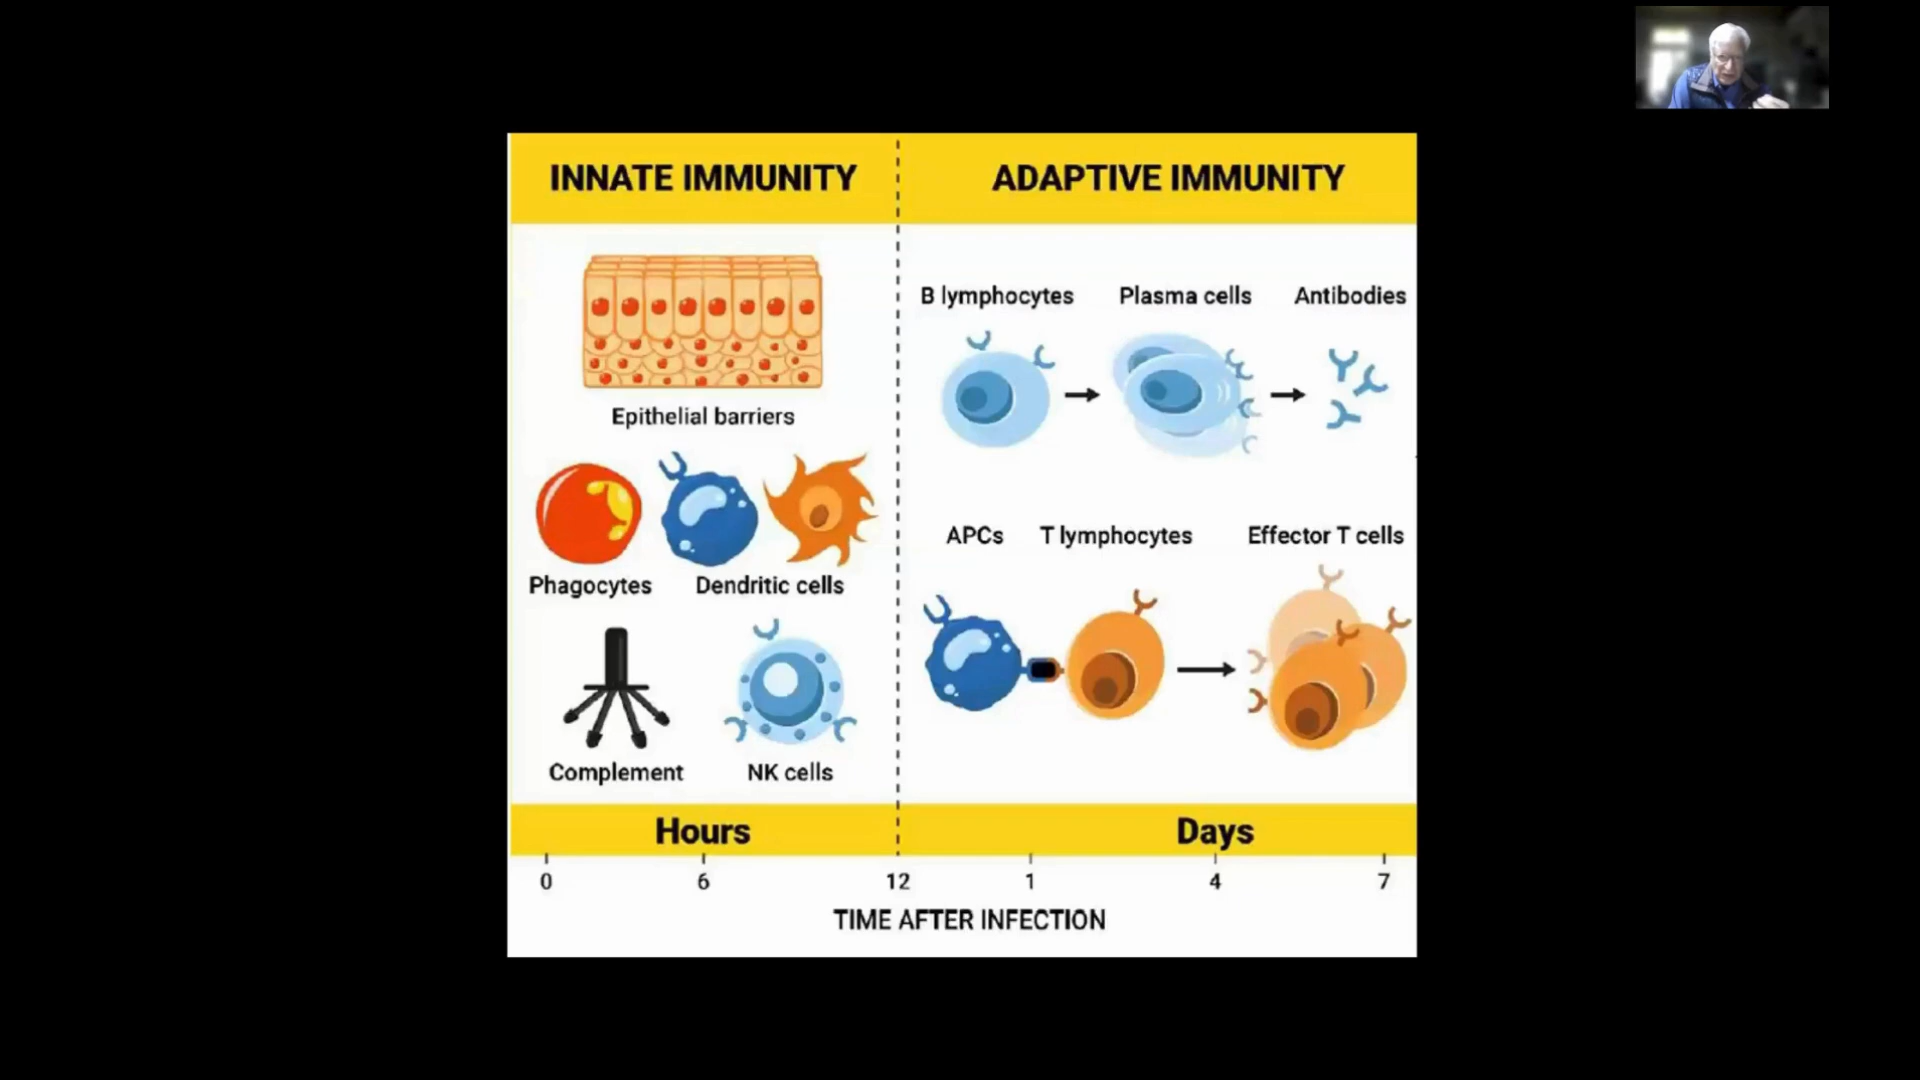 INNATE IMMUNITY
ADAPTIVE IMMUNITY
Epithelial barriers
Phagocytes
Dendritic cells
Complement
NK cells
B lymphocytes
Plasma cells
Antibodies
APCs
T lymphocytes
Effector T cells
Hours
Days
0 6 12 1 4 7
TIME AFTER INFECTION